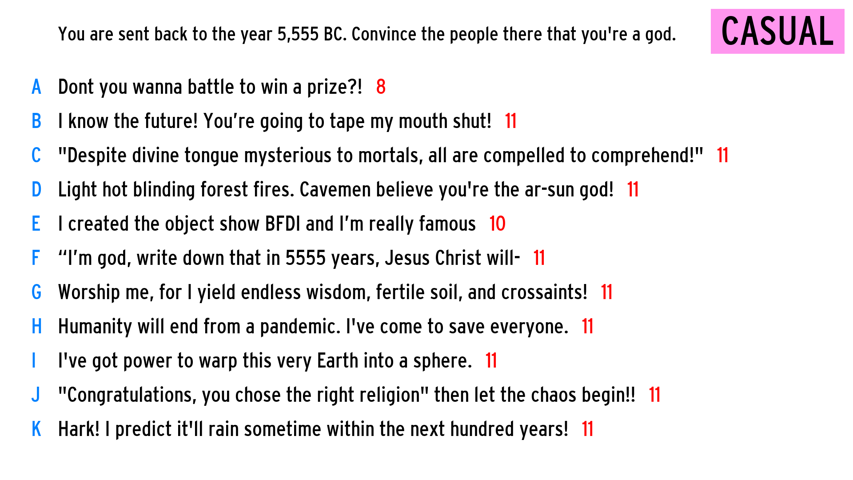 You are sent back to the year 5,555 BC. Convince the people there that you're a god.
CASUAL
A Dont you wanna battle to win a prize?! 8
B I know the future! You’re going to tape my mouth shut! 11
C "Despite divine tongue mysterious to mortals, all are compelled to comprehend!" 11
D Light hot blinding forest fires. Cavemen believe you're the ar-sun god! 11
E I created the object show BFDI and I’m really famous 10
F “I’m god, write down that in 5555 years, Jesus Christ will- 11
G Worship me, for I yield endless wisdom, fertile soil, and crossaints! 11
H Humanity will end from a pandemic. I've come to save everyone. 11
I I've got power to warp this very Earth into a sphere. 11
J "Congratulations, you chose the right religion" then let the chaos begin!! 11
K Hark! I predict it'll rain sometime within the next hundred years! 11